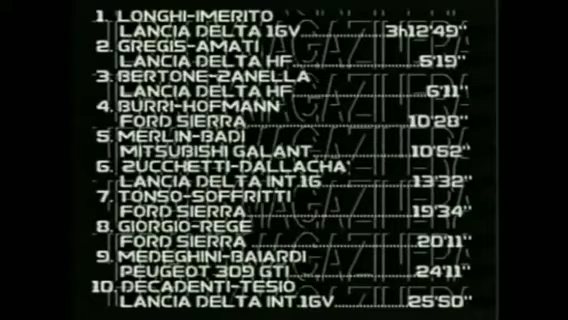 1. LONGHI-IMERITO
LANCIA DELTA 16V 3h12'49"
2. GREGIS-AMATI
LANCIA DELTA HF 5'19"
3. BERTONE-ZANELLA
LANCIA DELTA HF 6'11"
4. BURRI-HOFMANN
FORD SIERRA 10'28"
5. MERLIN-BADI
MITSUBISHI GALANT 10'52"
6. ZUCCHETTI-DALLACHA'
LANCIA DELTA INT.16 13'32"
7. TONSO-SOFFRITTI
FORD SIERRA 19'34"
8. GIORGIO-REGE
FORD SIERRA 20'11"
9. MEDEGHINI-BAIARDI
PEUGEOT 309 GTI 24'11"
10. DECADENTI-TESIO
LANCIA DELTA INT.16V 25'50"